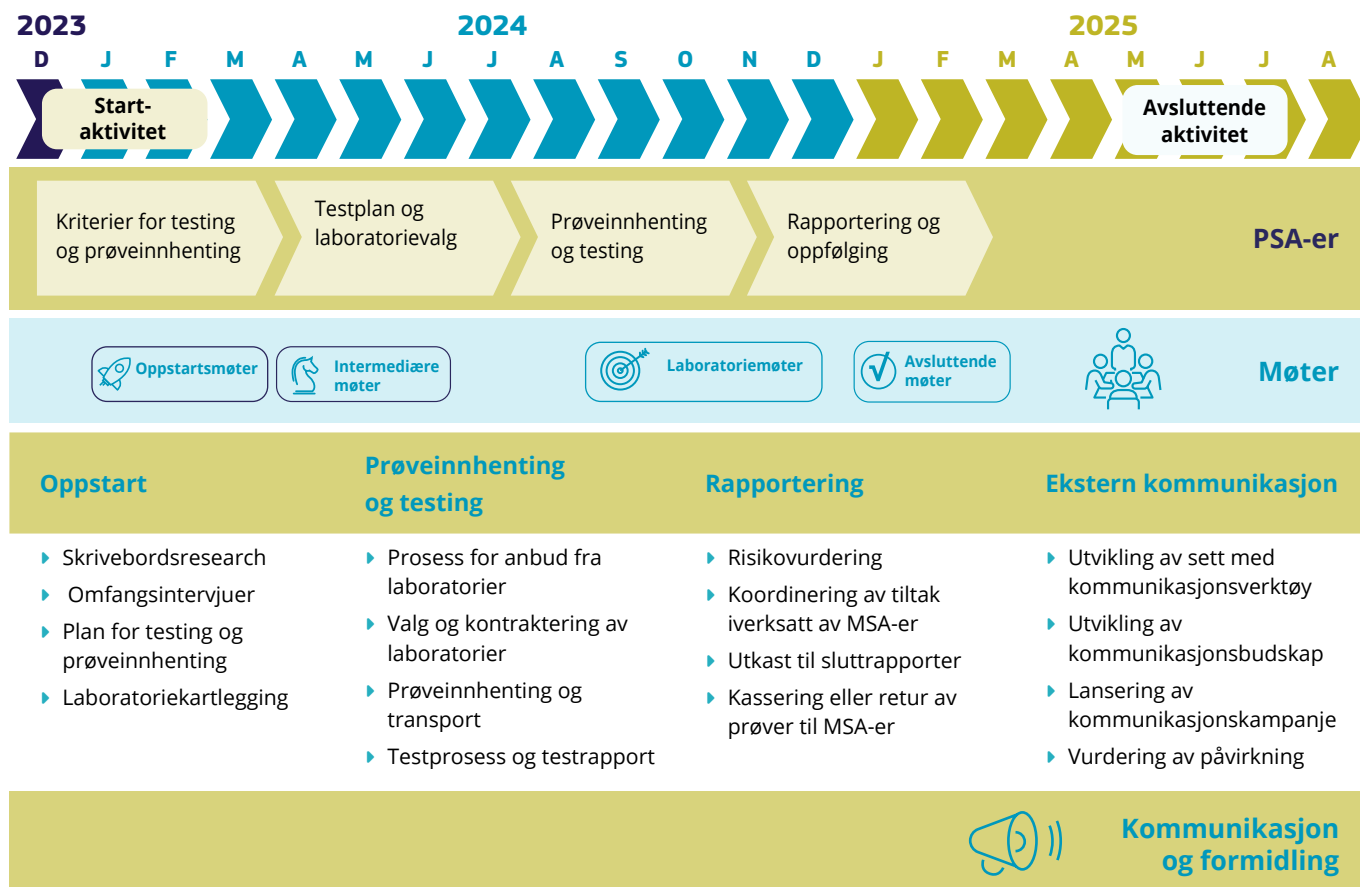 2023
2024
2025
D J F M A M J J A S O N D J F M A M J J A
Start-
aktivitet
Avsluttende
aktivitet
Kriterier for testing
og prøveinnhenting
Testplan og
laboratorievalg
Prøveinnhenting
og testing
Rapportering og
oppfølging
PSA-er
Oppstartsmøter
Intermediære
møter
Laboratoriemøter
Avsluttende
møter
Møter
Oppstart
Skrivebordsresearch
Omfangsintervjuer
Plan for testing og
prøveinnhenting
Laboratoriekartlegging
Prøveinnhenting
og testing
Prosess for anbud fra
laboratorier
Valg og kontraktering av
laboratorier
Prøveinnhenting og
transport
Testprosess og testrapport
Rapportering
Risikovurdering
Koordinering av tiltak
iverksatt av MSA-er
Utkast til sluttrapporter
Kassering eller retur av
prøver til MSA-er
Ekstern kommunikasjon
Utvikling av sett med
kommunikasjonsverktøy
Utvikling av
kommunikasjonsbudskap
Lansering av
kommunikasjonskampanje
Vurdering av påvirkning
Kommunikasjon
og formidling